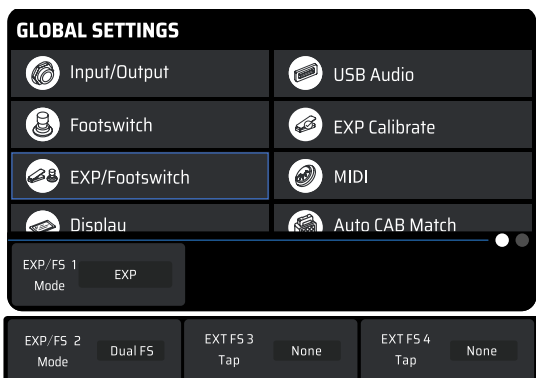 GLOBAL SETTINGS
Input/Output
USB Audio
Footswitch
EXP Calibrate
EXP/Footswitch
MIDI
Display
Auto CAB Match
EXP/FS 1
Mode
EXP
EXP/FS 2
Mode
Dual FS
EXT FS 3
Tap
None
EXT FS 4
Tap
None